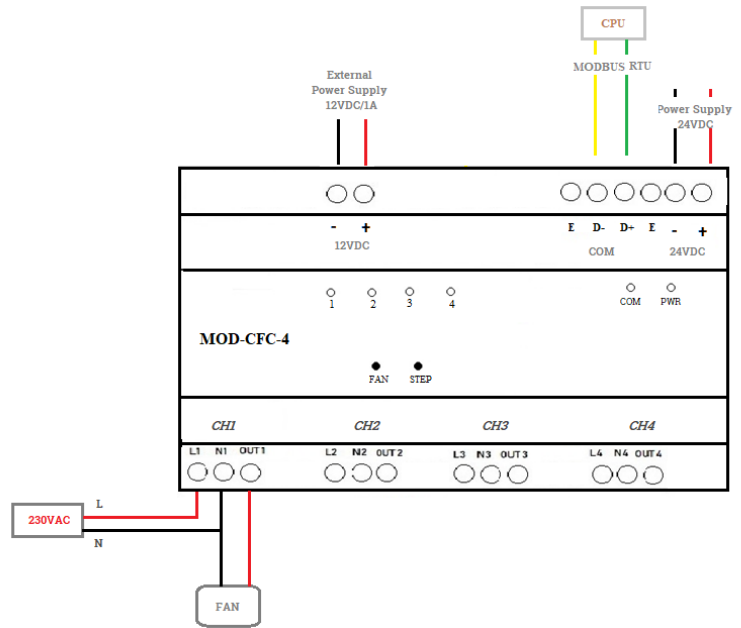 CPU
MODBUS RTU
External
Power Supply
12VDC/1A
Power Supply
24VDC
- +
12VDC
E D- D+ E - +
COM 24VDC
1 2 3 4
COM PWR
MOD-CFC-4
FAN STEP
CH1 CH2 CH3 CH4
L1 N1 OUT1 L2 N2 OUT2 L3 N3 OUT3 L4 N4 OUT4
L
230VAC
N
FAN